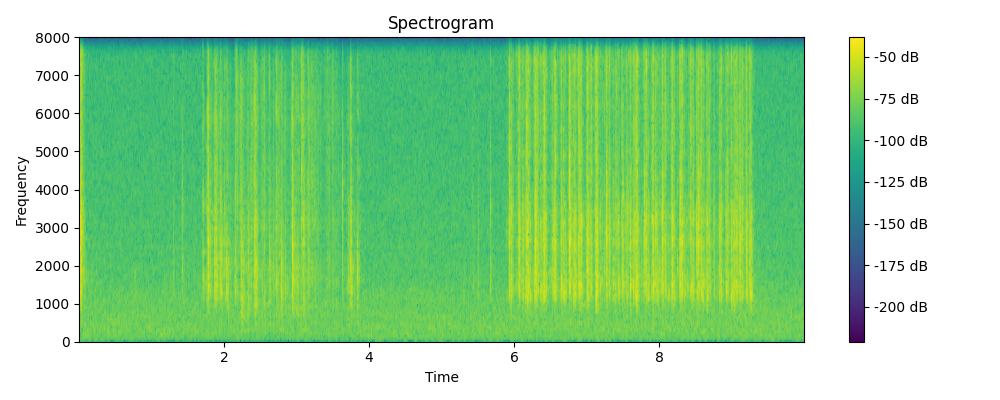 Spectrogram
8000
7000
6000
5000
4000
3000
2000
1000
0
Frequency
2
4
6
8
Time
-50 dB
-75 dB
-100 dB
-125 dB
-150 dB
-175 dB
-200 dB